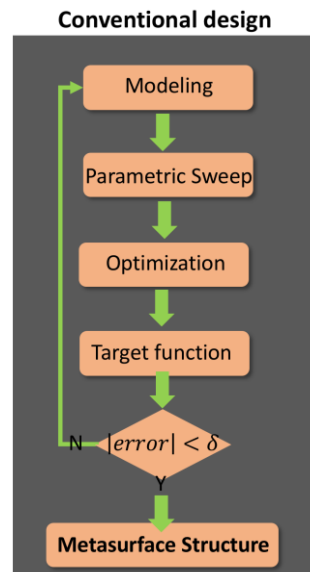 Conventional design
Modeling
Parametric Sweep
Optimization
Target function
N |error| < δ
Y
Metasurface Structure